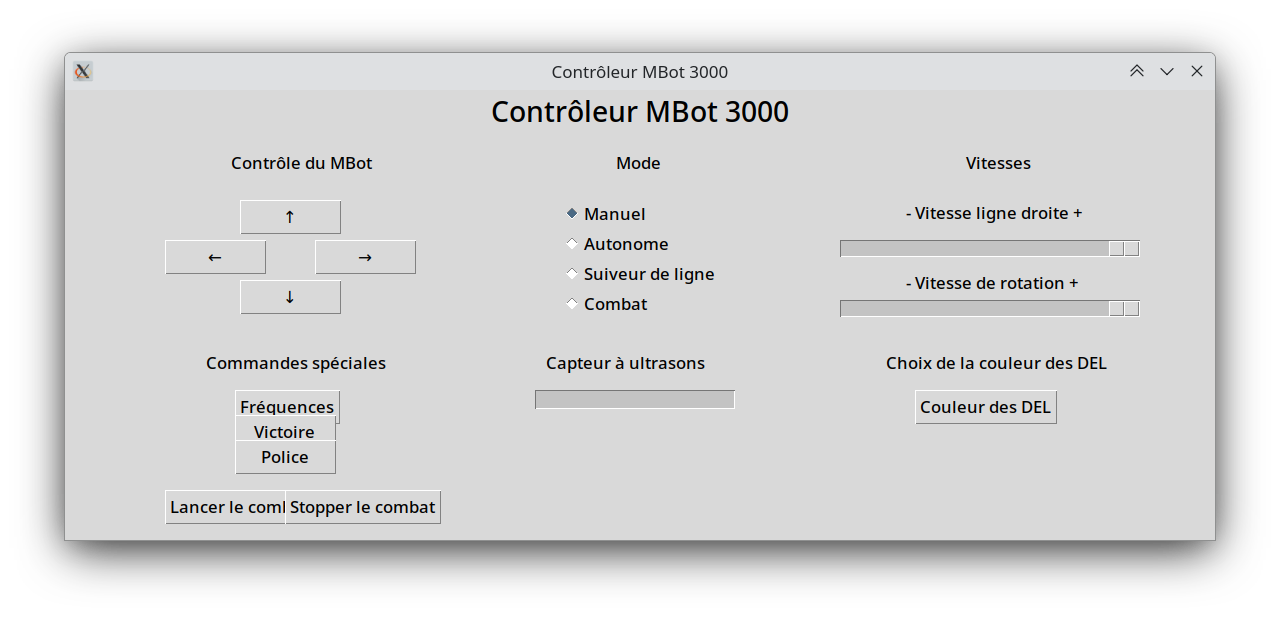 Contrôleur MBot 3000
Contrôleur MBot 3000
Contrôle du MBot
Mode
Vitesses
↑
←
→
↓
Manuel
Autonome
Suiveur de ligne
Combat
- Vitesse ligne droite +
- Vitesse de rotation +
Commandes spéciales
Capteur à ultrasons
Choix de la couleur des DEL
Fréquences
Victoire
Police
Couleur des DEL
Lancer le
Stopper le combat